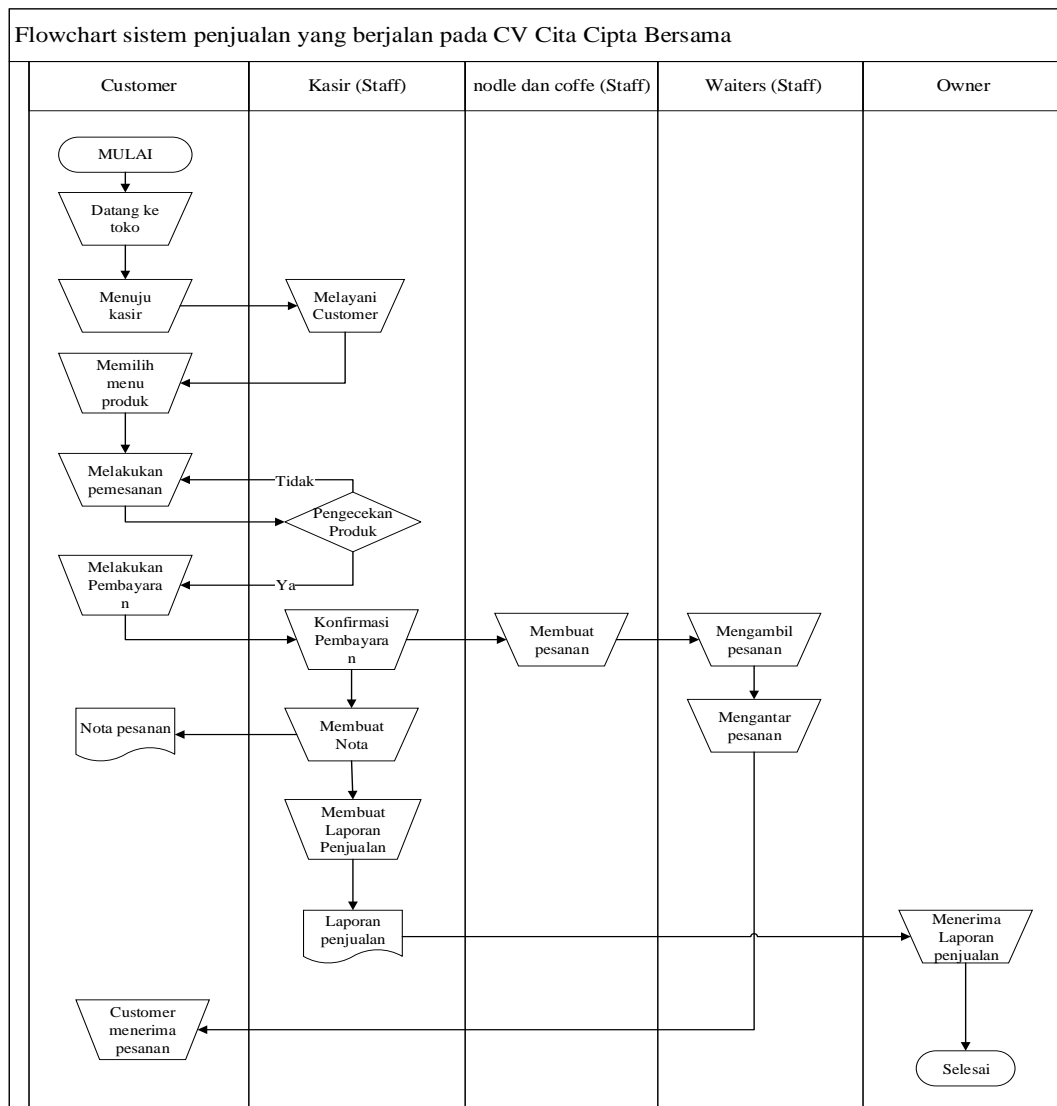 Flowchart sistem penjualan yang berjalan pada CV Cita Cipta Bersama
Customer
Kasir (Staff)
nodle dan coffe (Staff)
Waiters (Staff)
Owner
MULAI
Datang ke
toko
Menuju
kasir
Melayani
Customer
Memilih
menu
produk
Melakukan
pemesanan
Tidak
Pengecekan
Produk
Melakukan
Pembayara
n
Ya
Konfirmasi
Pembayara
n
Membuat
pesanan
Mengambil
pesanan
Nota pesanan
Membuat
Nota
Mengantar
pesanan
Membuat
Laporan
Penjualan
Laporan
penjualan
Menerima
Laporan
penjualan
Customer
menerima
pesanan
Selesai